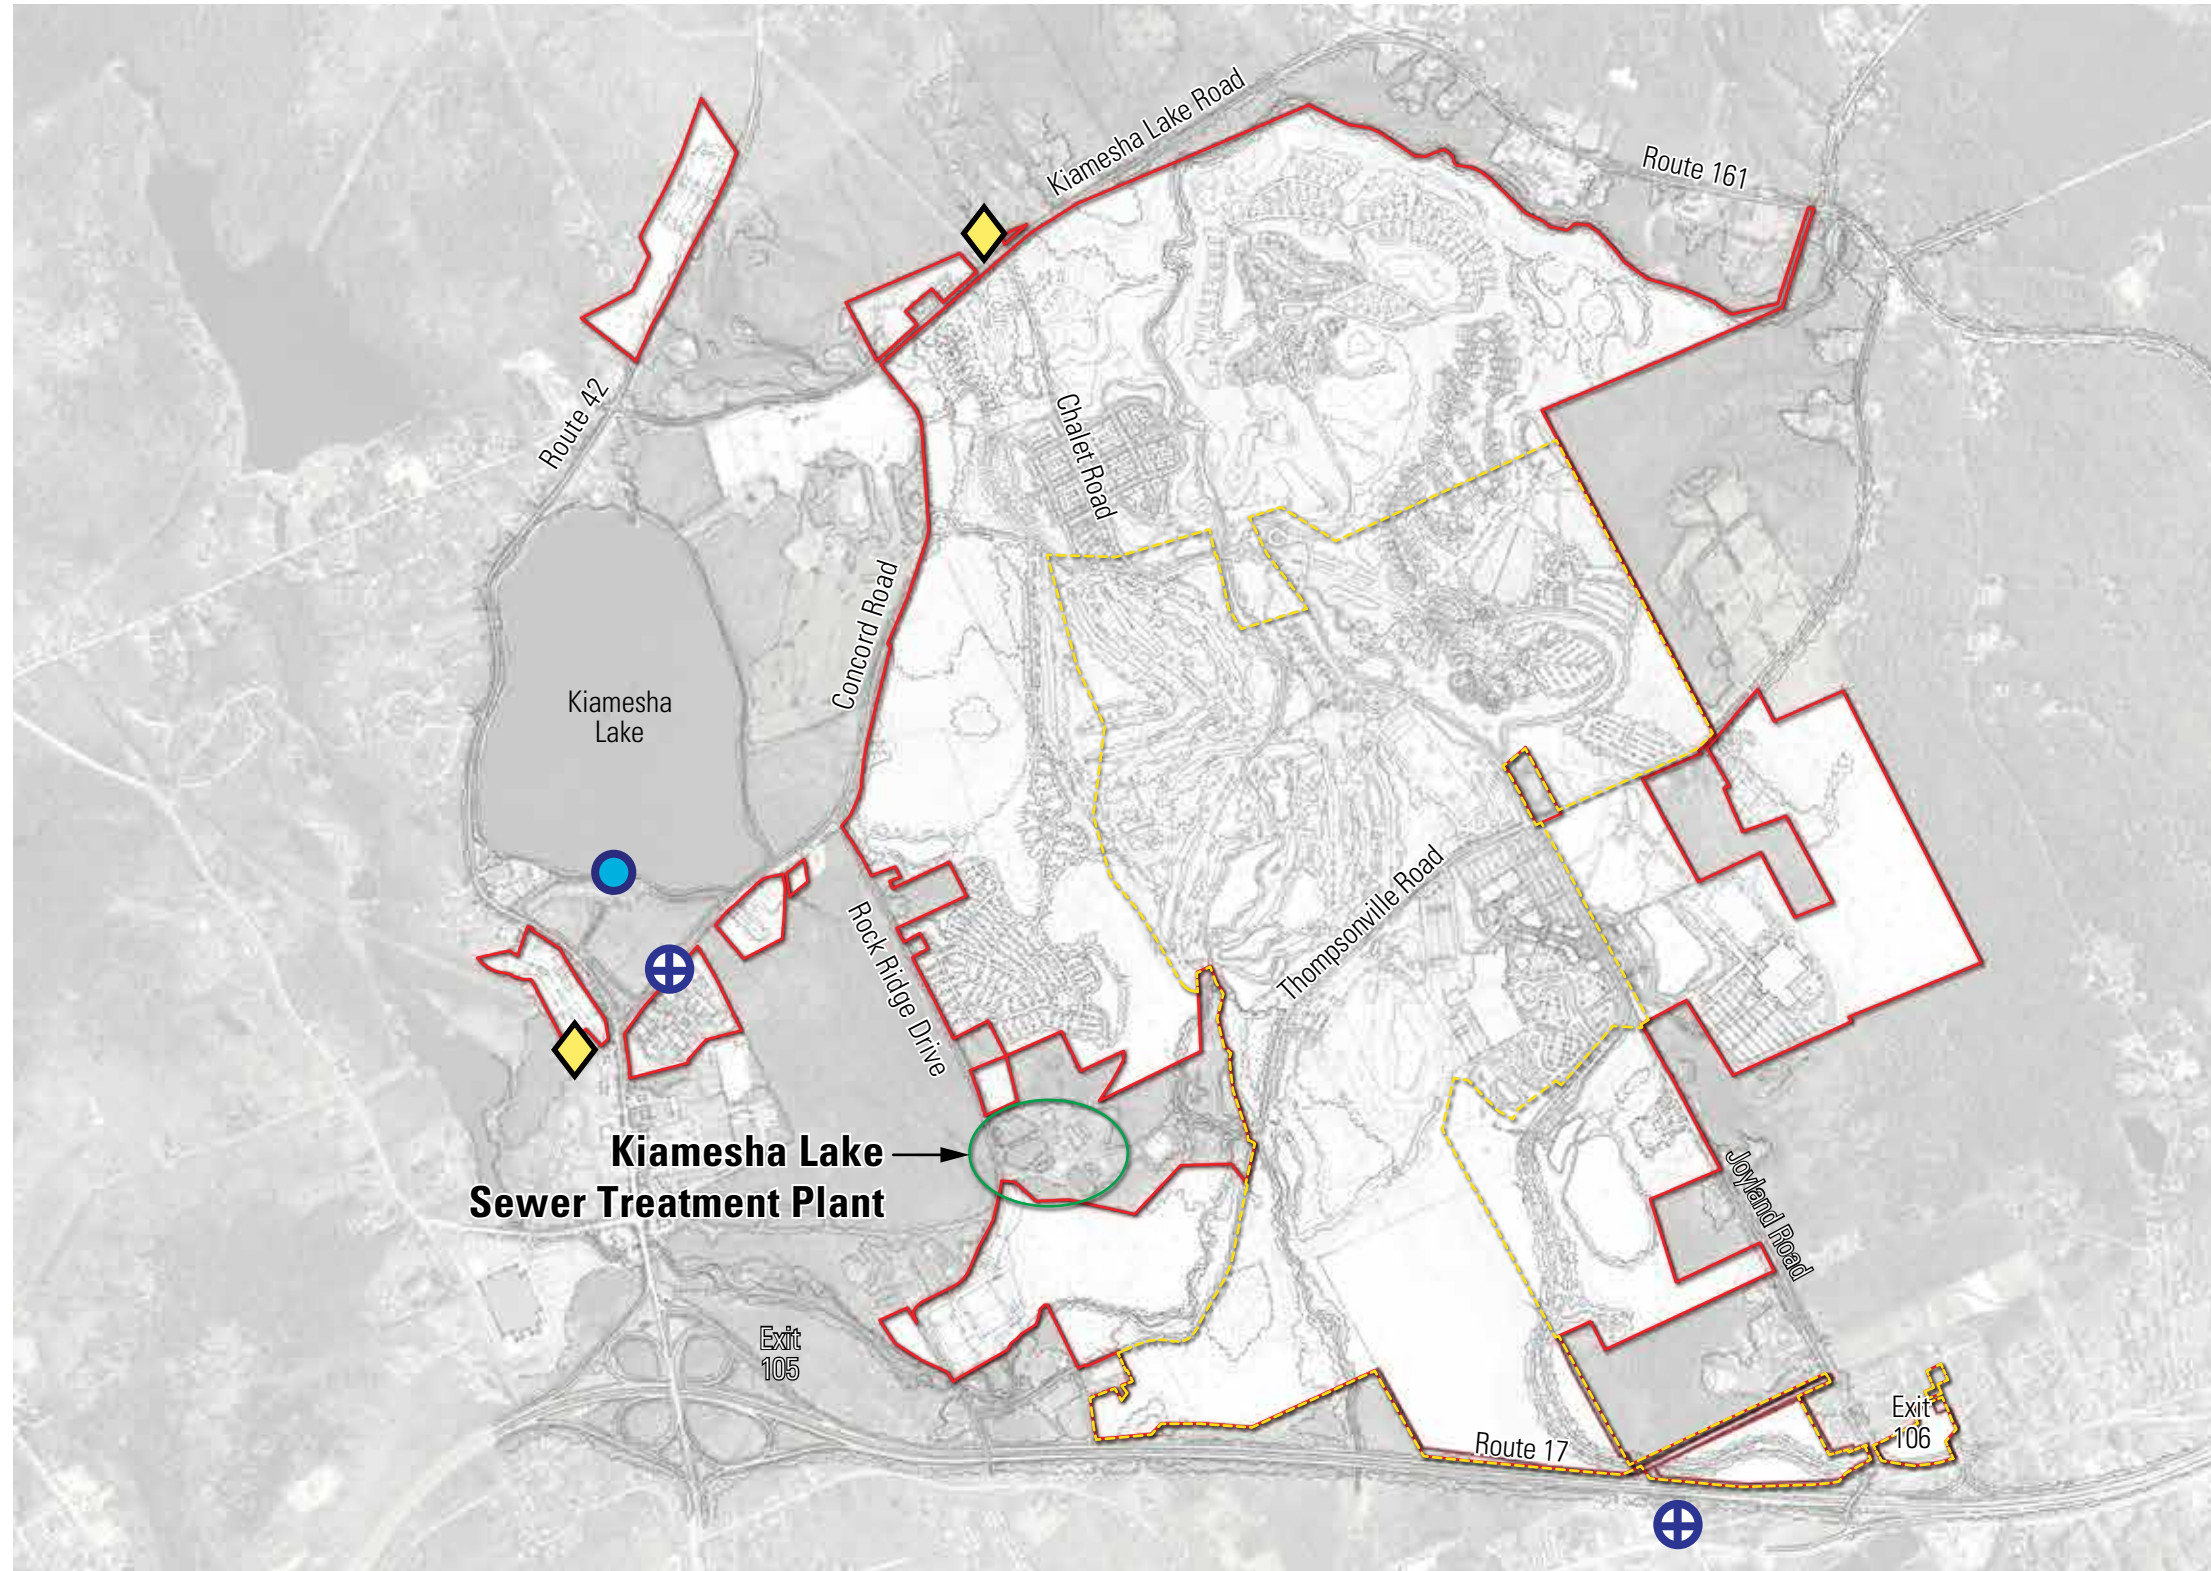 Kiamesha Lake Road
Route 161
Route 42
Chalet Road
Concord Road
Kiamesha
Lake
Thompsonville Road
Rock Ridge Drive
Kiamesha Lake
Sewer Treatment Plant
Joyland Road
Exit
105
Exit
106
Route 17